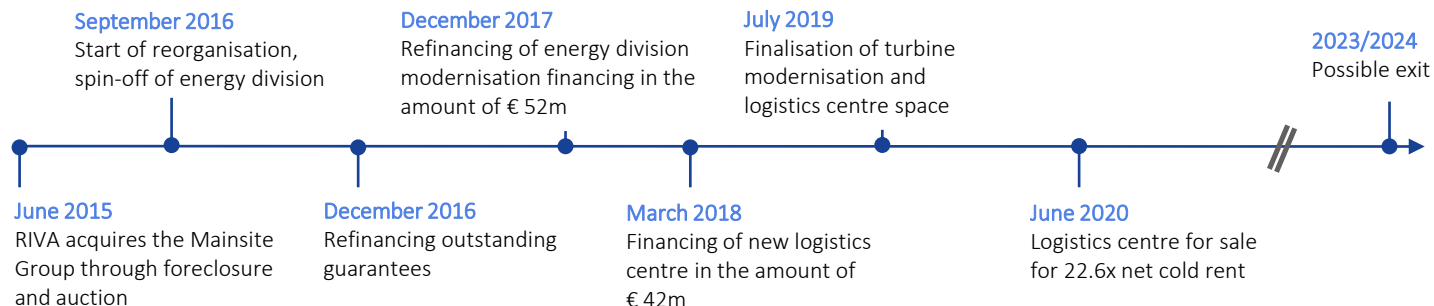 September 2016
Start of reorganisation,
spin-off of energy division
December 2017
Refinancing of energy division
modernisation financing in the
amount of € 52m
July 2019
Finalisation of turbine
modernisation and
logistics centre space
2023/2024
Possible exit
June 2015
RIVA acquires the Mainsite
Group through foreclosure
and auction
December 2016
Refinancing outstanding
guarantees
March 2018
Financing of new logistics
centre in the amount of
€ 42m
June 2020
Logistics centre for sale
for 22.6x net cold rent